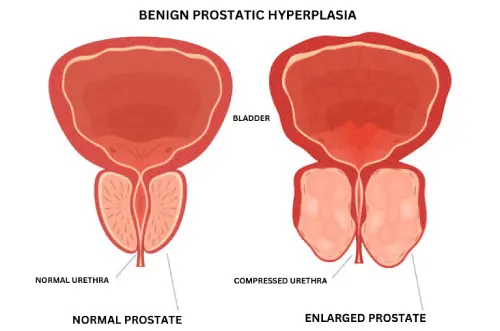 BENIGN PROSTATIC HYPERPLASIA
BLADDER
NORMAL URETHRA
COMPRESSED URETHRA
NORMAL PROSTATE
ENLARGED PROSTATE